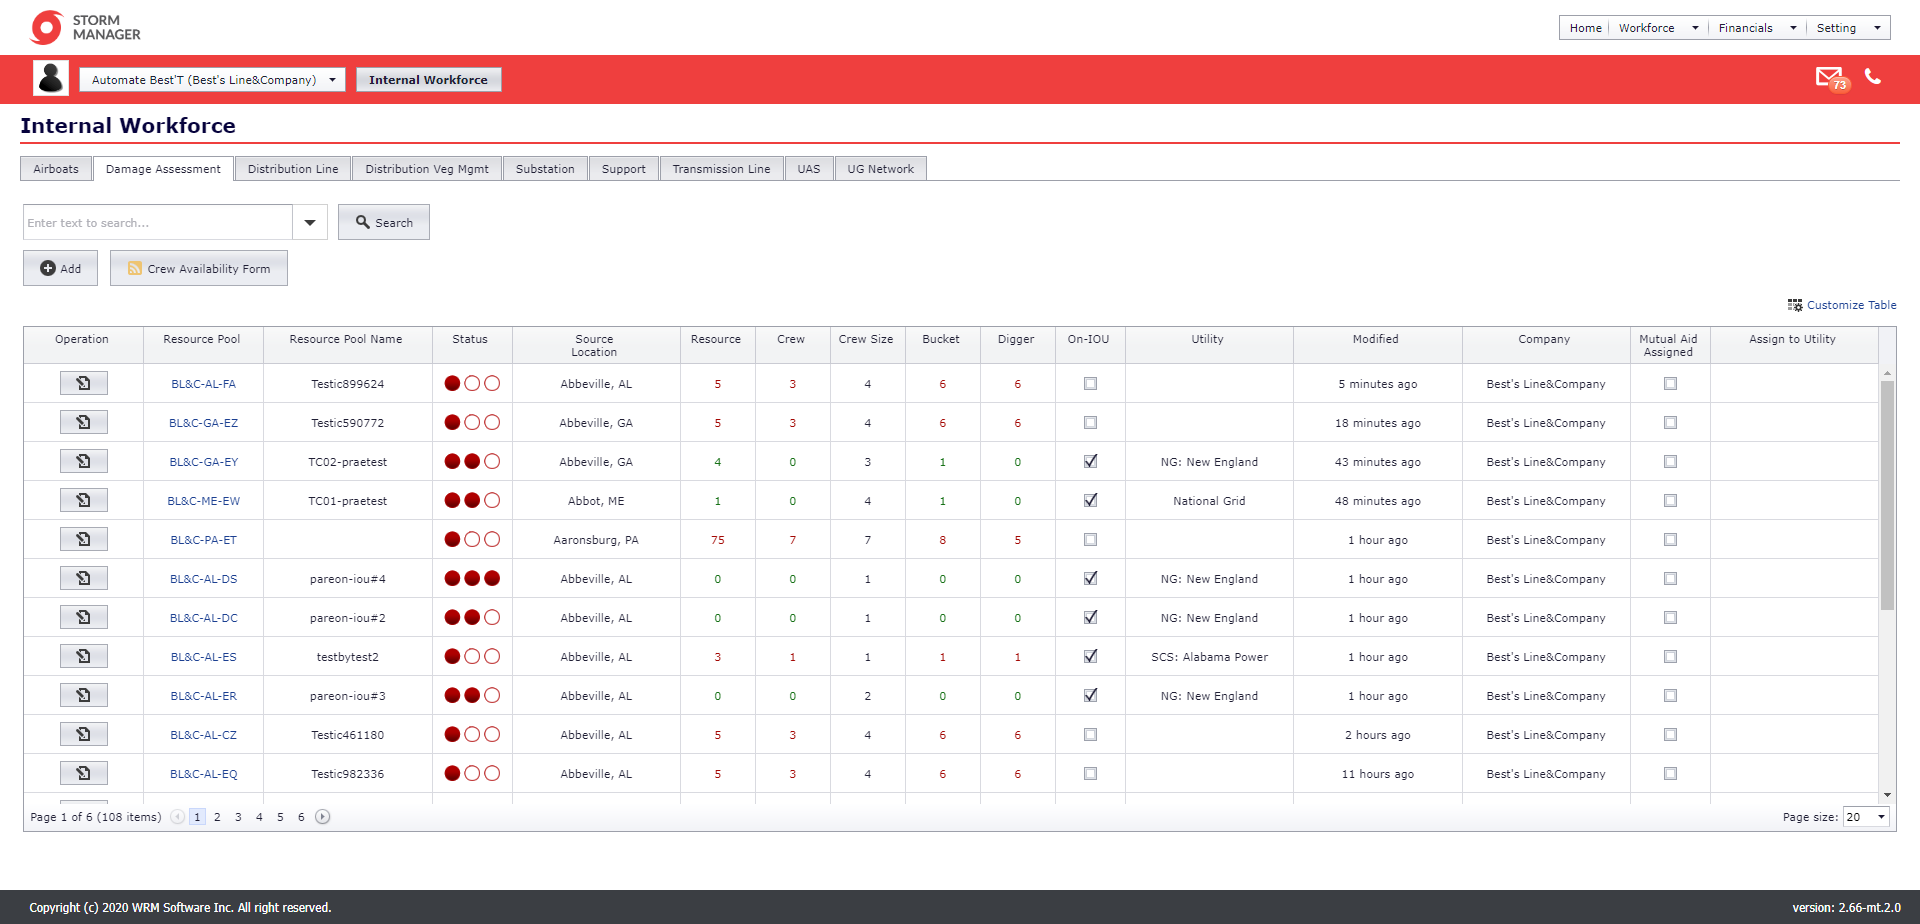 STORM
MANAGER
Home Workforce Financials Setting
Automate Best'T (Best's Line&Company) Internal Workforce 73
Internal Workforce
Airboats Damage Assessment Distribution Line Distribution Veg Mgmt Substation Support Transmission Line UAS UG Network
Enter text to search... Search
Add Crew Availability Form
Customize Table
Operation Resource Pool Resource Pool Name Status Source Location Resource Crew Crew Size Bucket Digger On-IOU Utility Modified Company Mutual Aid Assigned Assign to Utility
BL&C-AL-FA Testic899624 Abbeville, AL 5 3 4 6 6 5 minutes ago Best's Line&Company
BL&C-GA-EZ Testic590772 Abbeville, GA 5 3 4 6 6 18 minutes ago Best's Line&Company
BL&C-GA-EY TC02-praetest Abbeville, GA 4 0 3 1 0 NG: New England 43 minutes ago Best's Line&Company
BL&C-ME-EW TC01-praetest Abbot, ME 1 0 4 1 0 National Grid 48 minutes ago Best's Line&Company
BL&C-PA-ET Aaronsburg, PA 75 7 7 8 5 1 hour ago Best's Line&Company
BL&C-AL-DS pareon-iou#4 Abbeville, AL 0 0 1 0 0 NG: New England 1 hour ago Best's Line&Company
BL&C-AL-DC pareon-iou#2 Abbeville, AL 0 0 1 0 0 NG: New England 1 hour ago Best's Line&Company
BL&C-AL-ES testbytest2 Abbeville, AL 3 1 1 1 1 SCS: Alabama Power 1 hour ago Best's Line&Company
BL&C-AL-ER pareon-iou#3 Abbeville, AL 0 0 2 0 0 NG: New England 1 hour ago Best's Line&Company
BL&C-AL-CZ Testic461180 Abbeville, AL 5 3 4 6 6 2 hours ago Best's Line&Company
BL&C-AL-EQ Testic982336 Abbeville, AL 5 3 4 6 6 11 hours ago Best's Line&Company
Page 1 of 6 (108 items) 1 2 3 4 5 6 Page size: 20
Copyright (c) 2020 WRM Software Inc. All right reserved. version: 2.66-mt.2.0